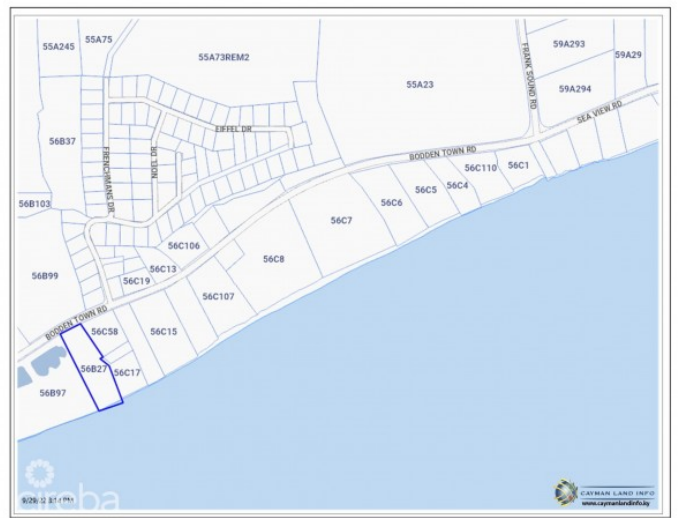 55A245
55A75
55A73REM2
55A23
59A293
59A29
59A294
FRANK SOUND RD
SEA VIEW RD
BODDEN TOWN RD
EIFFEL DR
NOEL DR
FRENCHMANS DR
56B37
56B103
56B99
56C106
56C13
56C19
56C110
56C1
56C4
56C5
56C6
56C7
56C8
56C107
BODDEN TOWN RD
56C58
56C15
56B27
56C17
56B97
cireba
CAYMAN LAND INFO
www.caymanlandinfo.ky